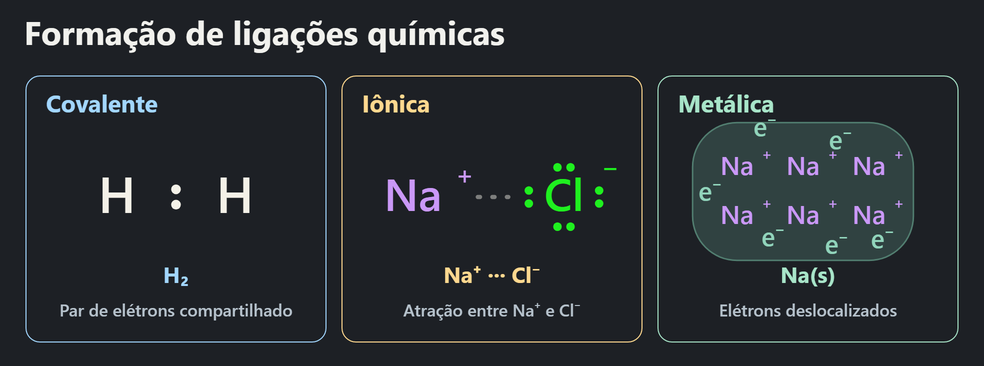 Formação de ligações químicas
Covalente
H : H
H₂
Par de elétrons compartilhado
Iônica
Na⁺ ··· :Cl:⁻
Na⁺ ··· Cl⁻
Atração entre Na⁺ e Cl⁻
Metálica
e⁻ e⁻
Na⁺ Na⁺ Na⁺
e⁻
Na⁺ Na⁺ Na⁺
e⁻ e⁻ e⁻
Na(s)
Elétrons deslocalizados